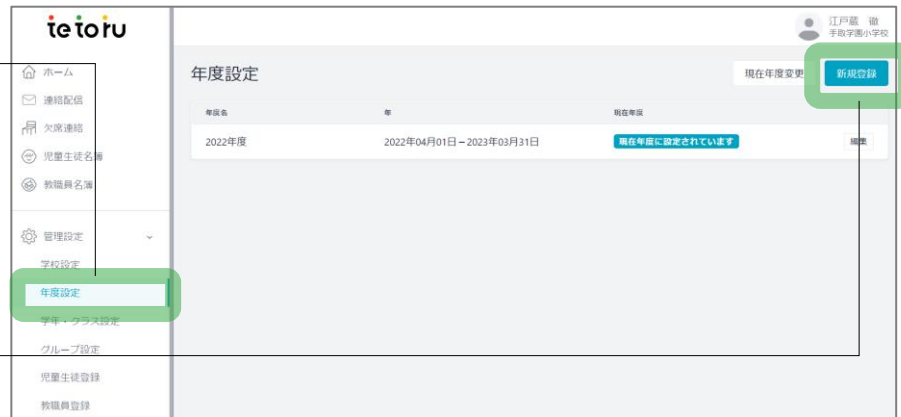 tetoru
江戸蔵 徹
手取学園小学校
ホーム
連絡配信
欠席連絡
児童生徒名簿
教職員名簿
管理設定
学校設定
年度設定
学年・クラス設定
グループ設定
児童生徒登録
教職員登録
年度設定
現在年度変更
新規登録
年度名
年
現在年度
2022年度
2022年04月01日 – 2023年03月31日
現在年度に設定されています
編集